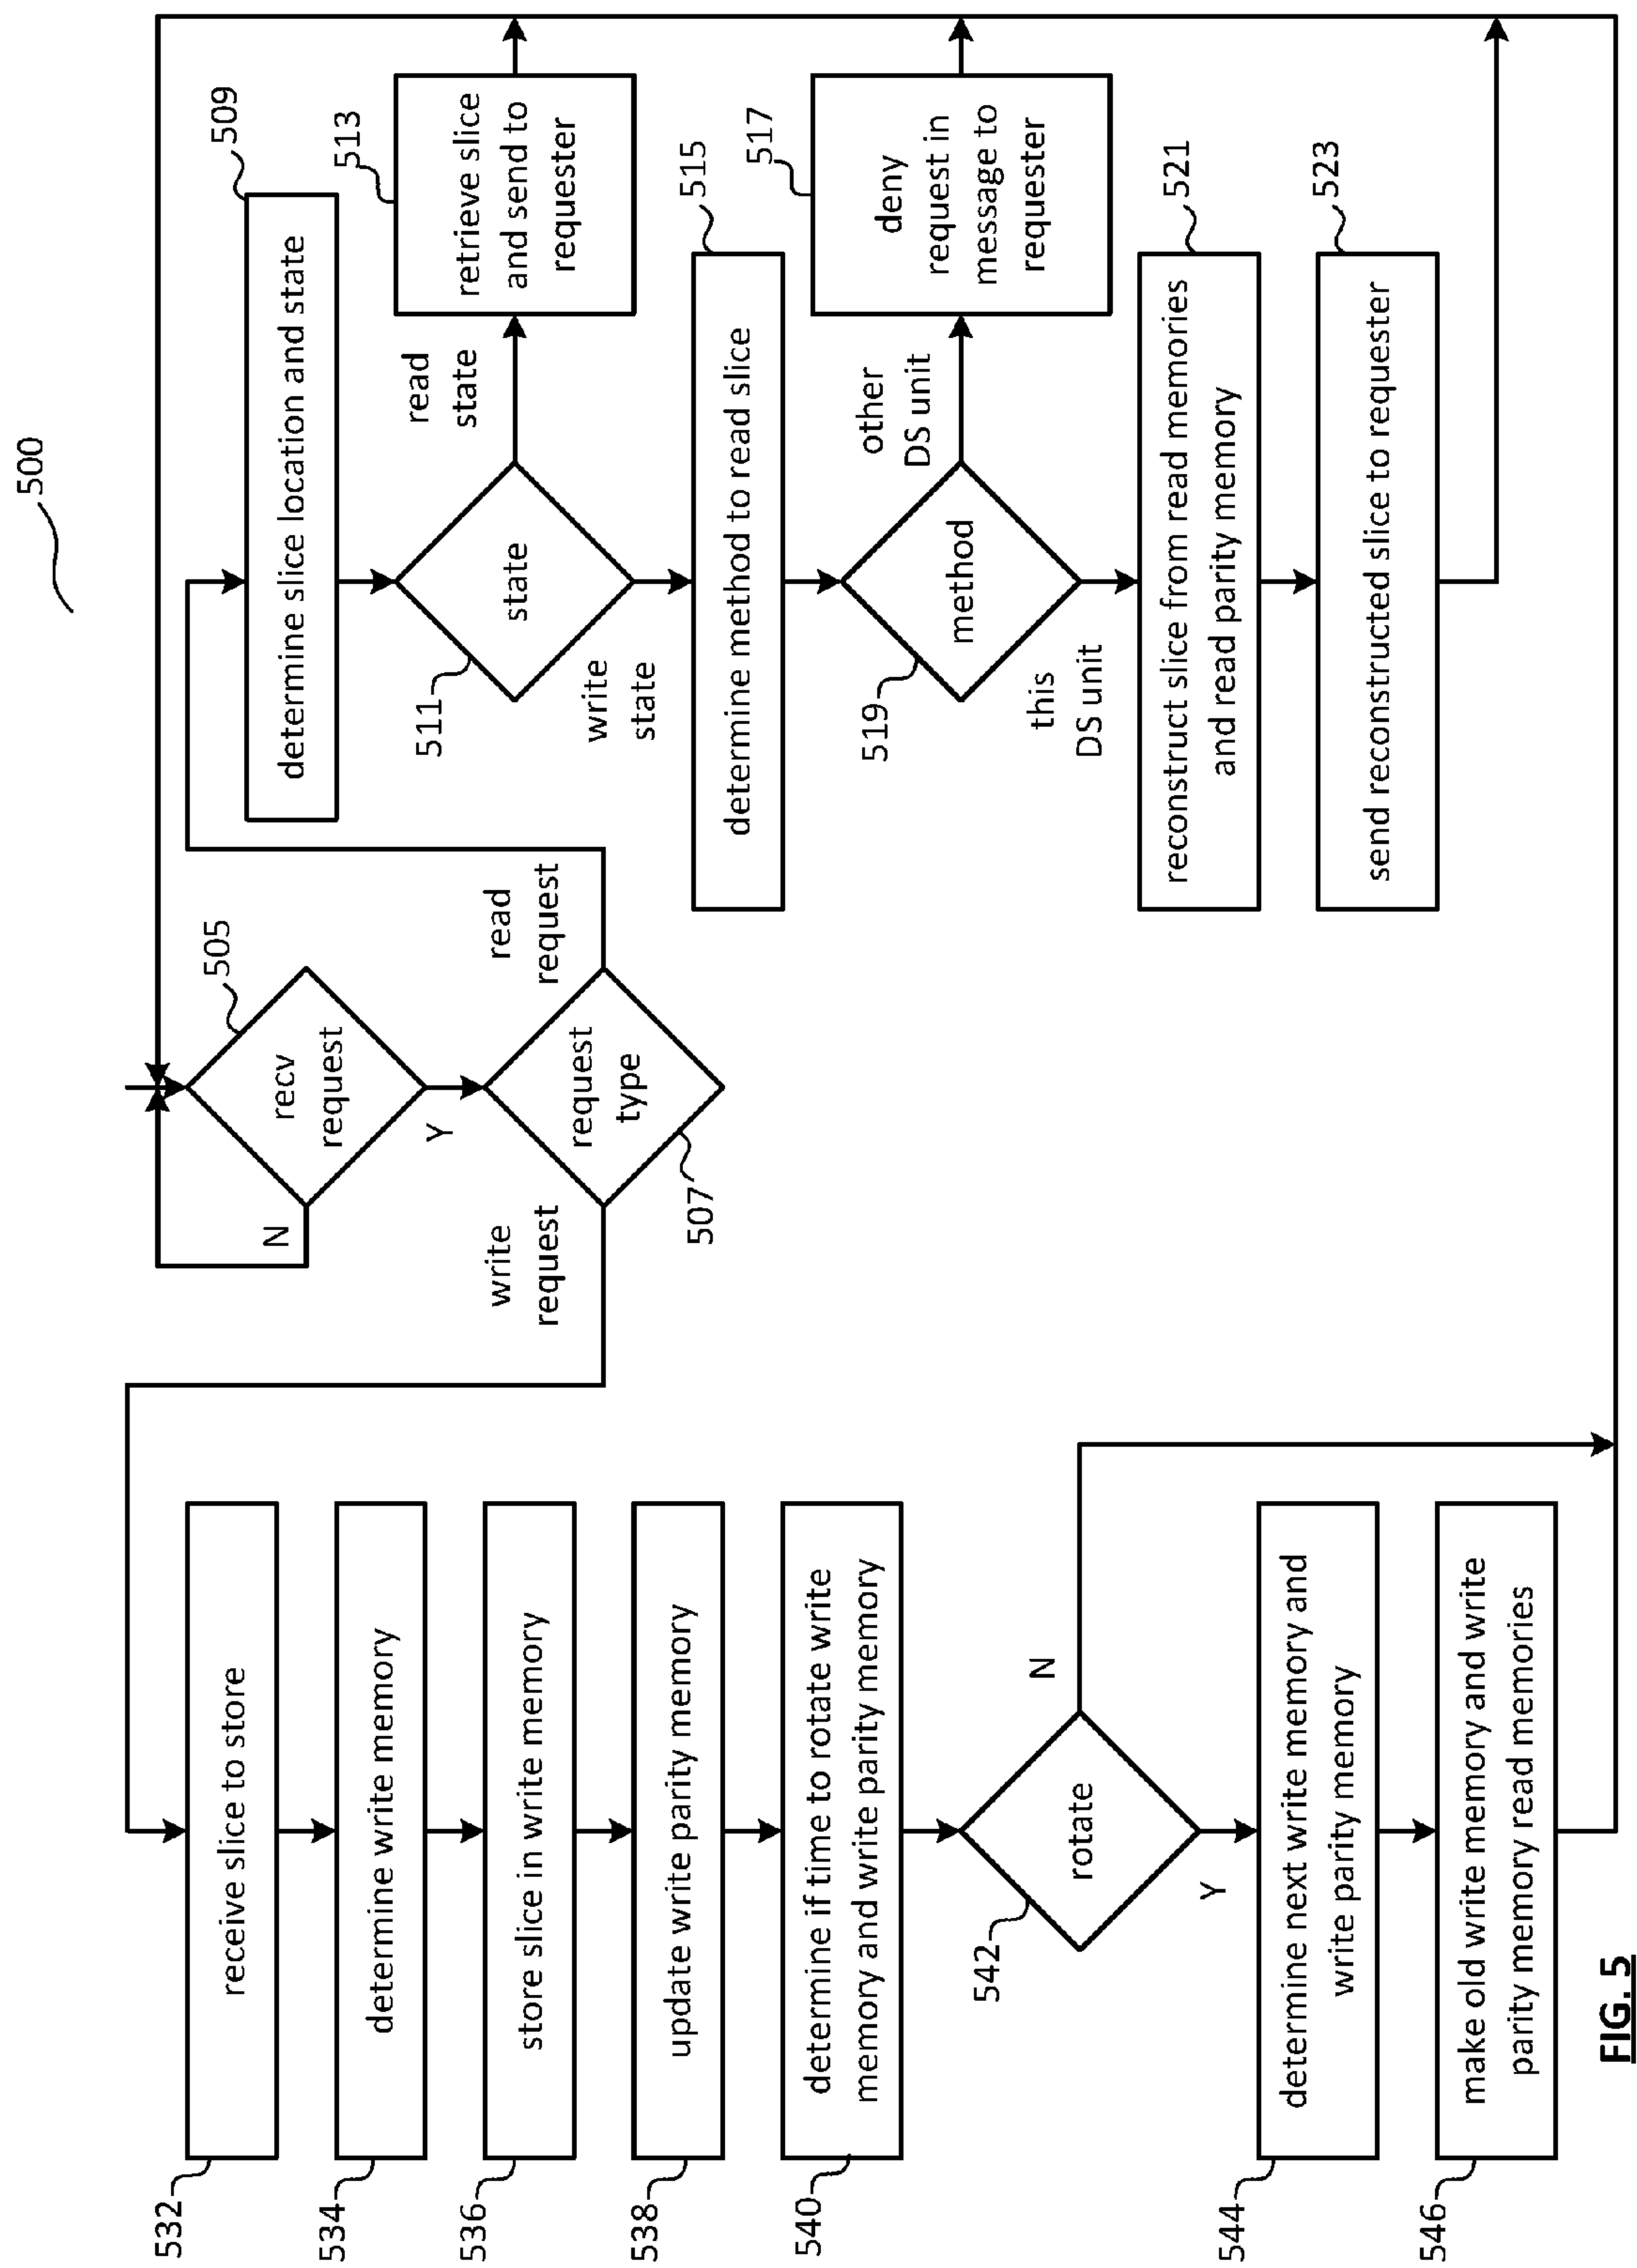 500
505
recv
request
N
Y
request
type
507
write
request
read
request
532
receive slice to store
534
determine write memory
536
store slice in write memory
538
update write parity memory
540
determine if time to rotate write
memory and write parity memory
542
rotate
N
Y
544
determine next write memory and
write parity memory
546
make old write memory and write
parity memory read memories
509
determine slice location and state
511
state
read
state
write
state
513
retrieve slice
and send to
requester
515
determine method to read slice
519
method
other
DS unit
this
DS unit
517
deny
request in
message to
requester
521
reconstruct slice from read memories
and read parity memory
523
send reconstructed slice to requester
FIG. 5